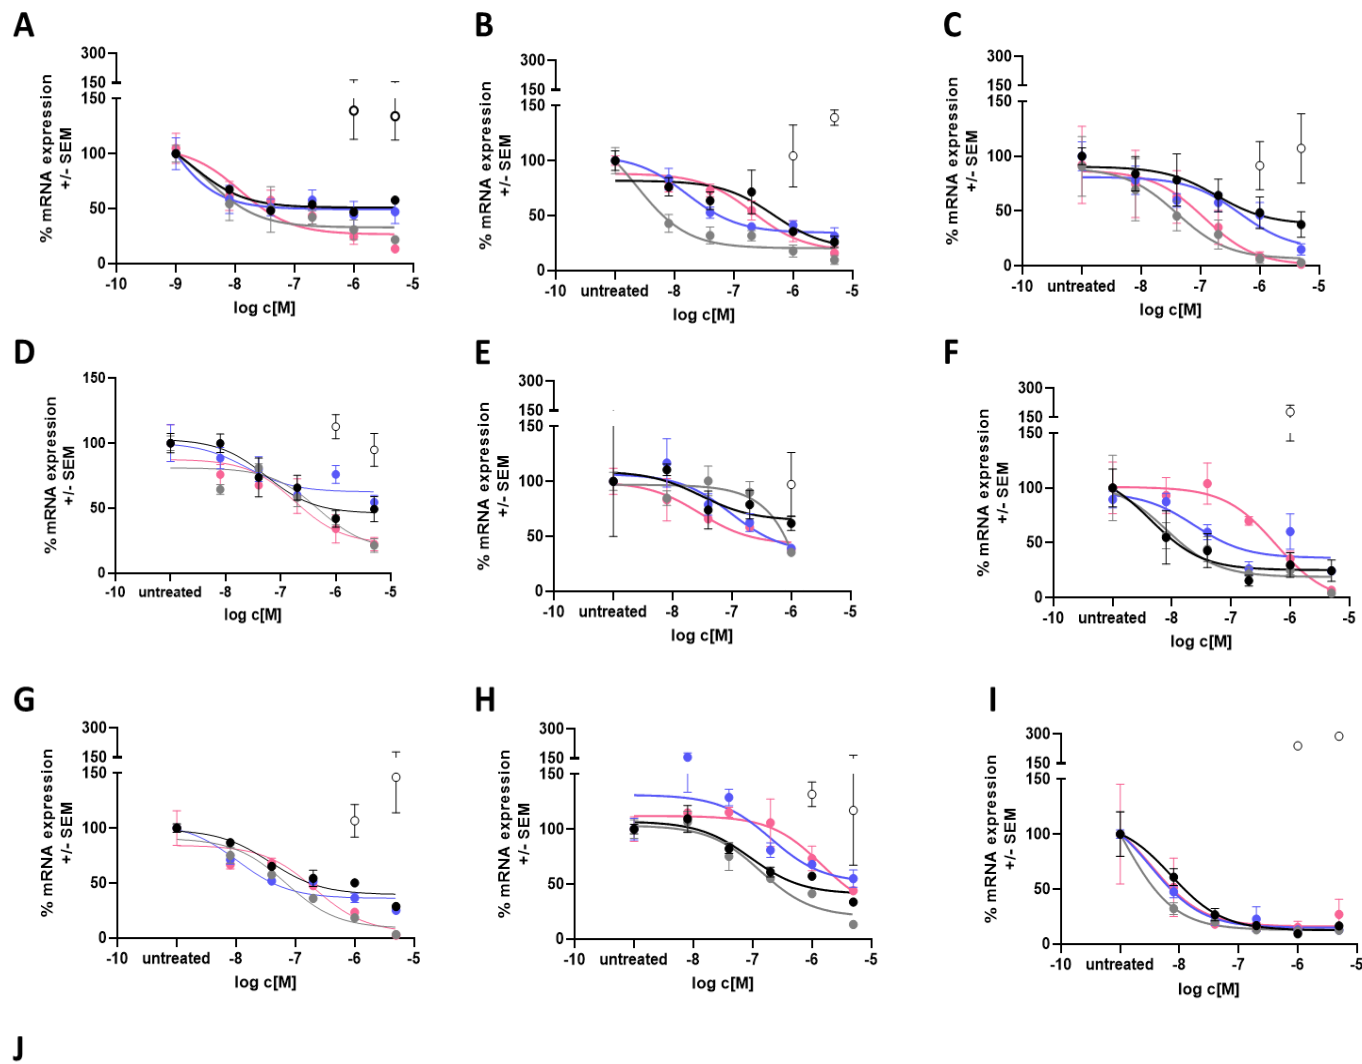 A
300
150
150
100
50
0
% mRNA expression
+/- SEM
-10
-9
-8
-7
-6
-5
log c[M]
B
300
150
150
100
50
0
% mRNA expression
+/- SEM
-10
untreated
-8
-7
-6
-5
log c[M]
C
300
150
150
100
50
0
% mRNA expression
+/- SEM
-10
untreated
-8
-7
-6
-5
log c[M]
D
150
100
50
0
% mRNA expression
+/- SEM
-10
untreated
-8
-7
-6
-5
log c[M]
E
300
150
150
100
50
0
% mRNA expression
+/- SEM
-10
untreated
-8
-7
-6
-5
log c[M]
F
300
150
150
100
50
0
% mRNA expression
+/- SEM
-10
untreated
-8
-7
-6
-5
log c[M]
G
300
150
150
100
50
0
% mRNA expression
+/- SEM
-10
untreated
-8
-7
-6
-5
log c[M]
H
300
150
150
100
50
0
% mRNA expression
+/- SEM
-10
untreated
-8
-7
-6
-5
log c[M]
I
300
150
150
100
50
0
% mRNA expression
+/- SEM
-10
untreated
-8
-7
-6
-5
log c[M]
J